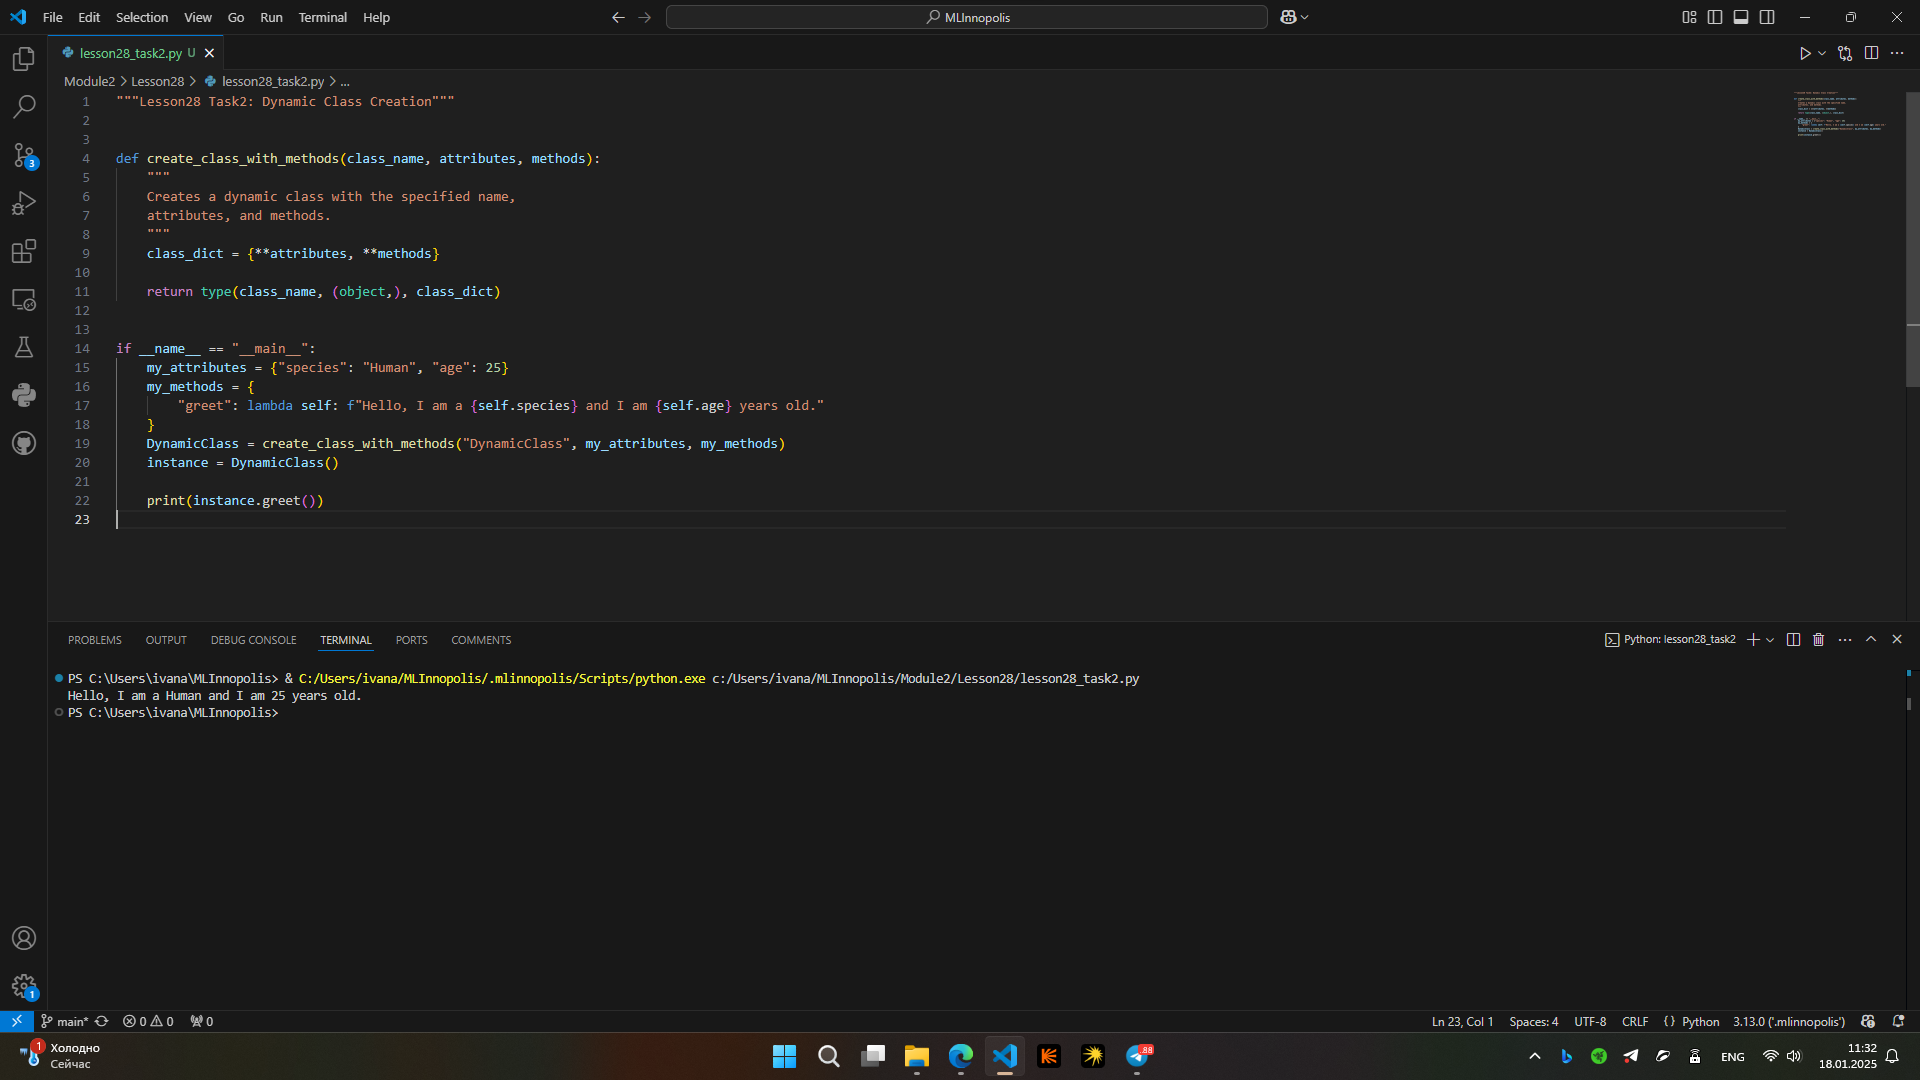 File Edit Selection View Go Run Terminal Help
MLInnopolis
lesson28_task2.py U
Module2 > Lesson28 > lesson28_task2.py > ...
1 """Lesson28 Task2: Dynamic Class Creation"""
2
3
4 def create_class_with_methods(class_name, attributes, methods):
5     """
6     Creates a dynamic class with the specified name,
7     attributes, and methods.
8     """
9     class_dict = {**attributes, **methods}
10
11     return type(class_name, (object,), class_dict)
12
13
14 if __name__ == "__main__":
15     my_attributes = {"species": "Human", "age": 25}
16     my_methods = {
17         "greet": lambda self: f"Hello, I am a {self.species} and I am {self.age} years old."
18     }
19     DynamicClass = create_class_with_methods("DynamicClass", my_attributes, my_methods)
20     instance = DynamicClass()
21
22     print(instance.greet())
23
3
1
PROBLEMS OUTPUT DEBUG CONSOLE TERMINAL PORTS COMMENTS
Python: lesson28_task2
PS C:\Users\ivana\MLInnopolis> & C:/Users/ivana/MLInnopolis/.mlinnopolis/Scripts/python.exe c:/Users/ivana/MLInnopolis/Module2/Lesson28/lesson28_task2.py
Hello, I am a Human and I am 25 years old.
PS C:\Users\ivana\MLInnopolis>
main* 0 0 0
Ln 23, Col 1 Spaces: 4 UTF-8 CRLF {} Python 3.13.0 ('.mlinnopolis')
1
Холодно
Сейчас
88
ENG
11:32
18.01.2025